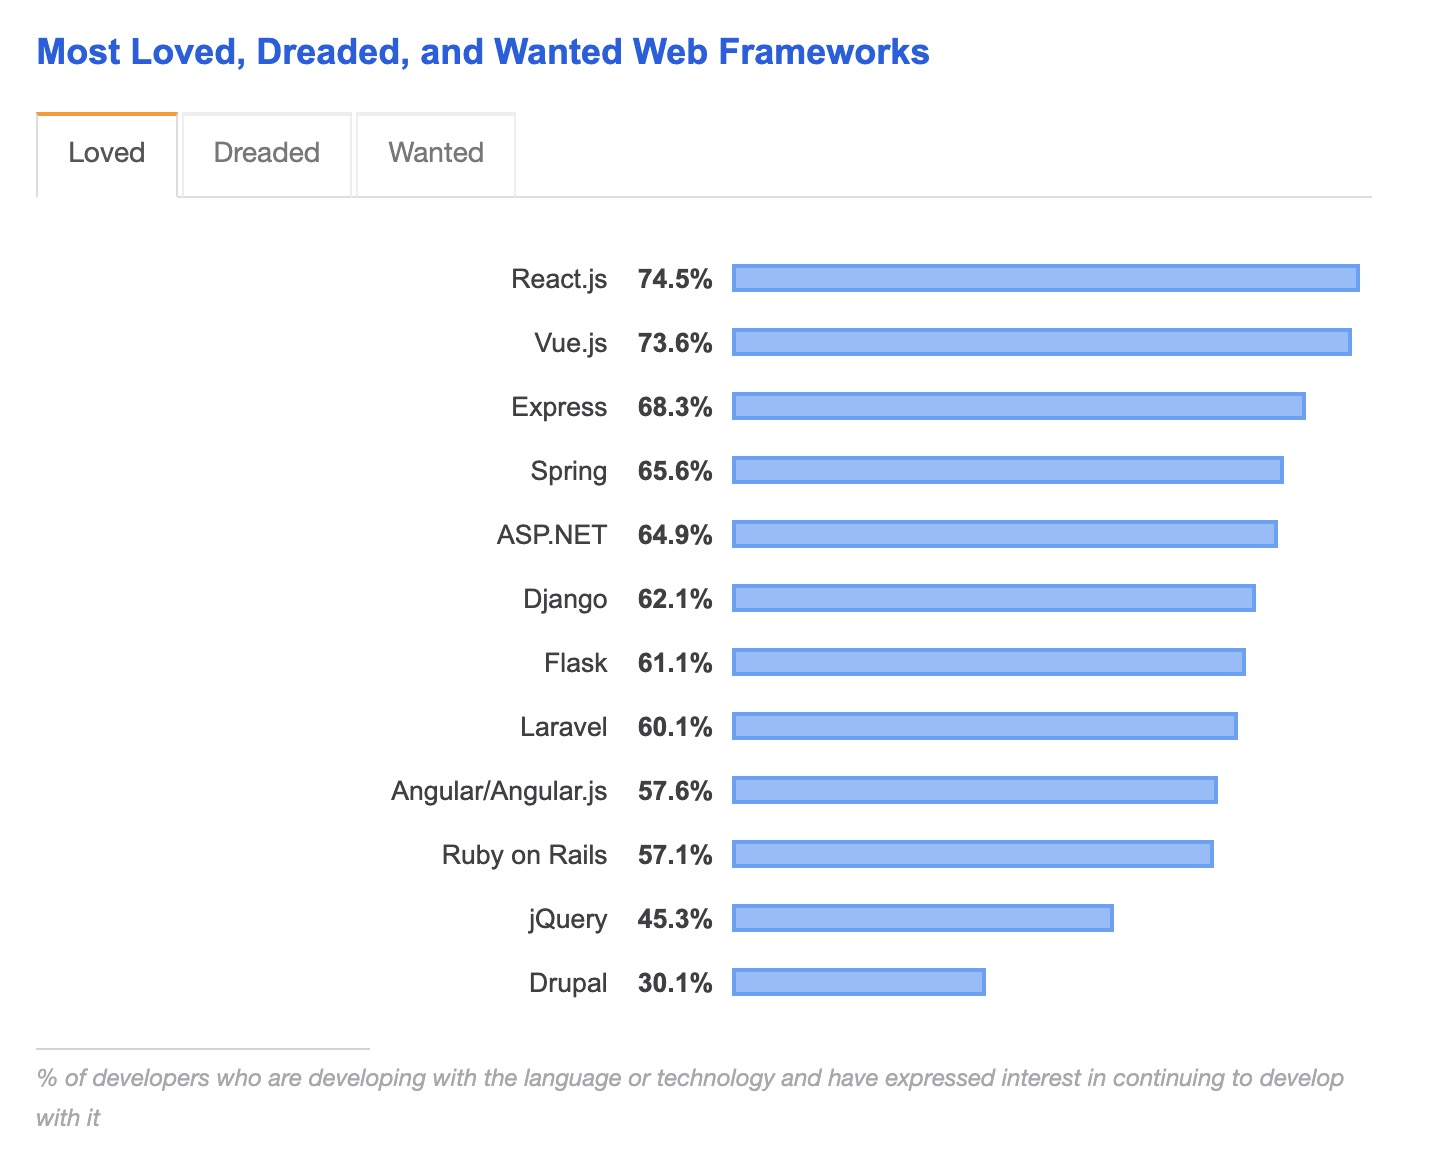 Most Loved, Dreaded, and Wanted Web Frameworks
Loved Dreaded Wanted
React.js 74.5%
Vue.js 73.6%
Express 68.3%
Spring 65.6%
ASP.NET 64.9%
Django 62.1%
Flask 61.1%
Laravel 60.1%
Angular/Angular.js 57.6%
Ruby on Rails 57.1%
jQuery 45.3%
Drupal 30.1%
% of developers who are developing with the language or technology and have expressed interest in continuing to develop
with it